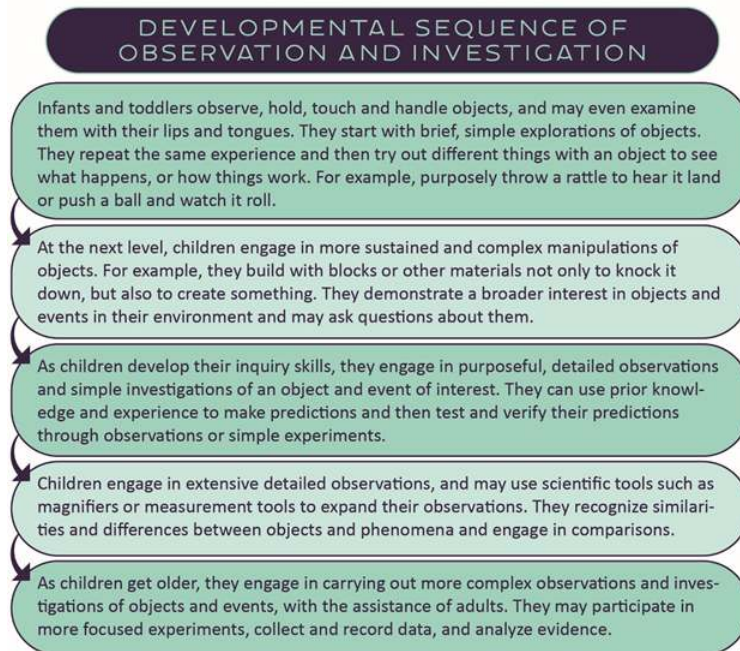 DEVELOPMENTAL SEQUENCE OF
OBSERVATION AND INVESTIGATION
Infants and toddlers observe, hold, touch and handle objects, and may even examine
them with their lips and tongues. They start with brief, simple explorations of objects.
They repeat the same experience and then try out different things with an object to see
what happens, or how things work. For example, purposely throw a rattle to hear it land
or push a ball and watch it roll.
At the next level, children engage in more sustained and complex manipulations of
objects. For example, they build with blocks or other materials not only to knock it
down, but also to create something. They demonstrate a broader interest in objects and
events in their environment and may ask questions about them.
As children develop their inquiry skills, they engage in purposeful, detailed observations
and simple investigations of an object and event of interest. They can use prior knowl-
edge and experience to make predictions and then test and verify their predictions
through observations or simple experiments.
Children engage in extensive detailed observations, and may use scientific tools such as
magnifiers or measurement tools to expand their observations. They recognize similari-
ties and differences between objects and phenomena and engage in comparisons.
As children get older, they engage in carrying out more complex observations and inves-
tigations of objects and events, with the assistance of adults. They may participate in
more focused experiments, collect and record data, and analyze evidence.